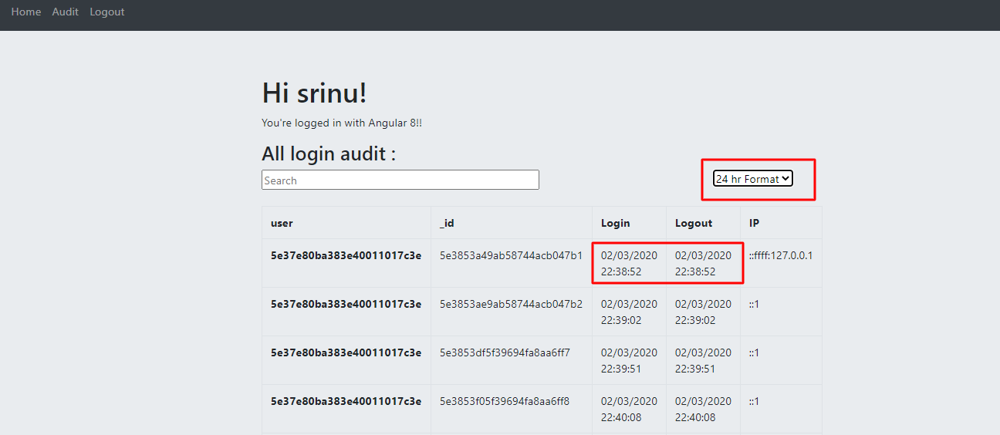 Home Audit Logout
Hi srinu!
You're logged in with Angular 8!!
All login audit :
Search
24 hr Format
user _id Login Logout IP
5e37e80ba383e40011017c3e 5e3853a49ab58744acb047b1 02/03/2020 02/03/2020 ::ffff:127.0.0.1
22:38:52 22:38:52
5e37e80ba383e40011017c3e 5e3853ae9ab58744acb047b2 02/03/2020 02/03/2020 ::1
22:39:02 22:39:02
5e37e80ba383e40011017c3e 5e3853df5f39694fa8aa6ff7 02/03/2020 02/03/2020 ::1
22:39:51 22:39:51
5e37e80ba383e40011017c3e 5e3853f05f39694fa8aa6ff8 02/03/2020 02/03/2020 ::1
22:40:08 22:40:08